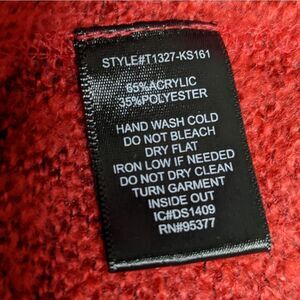 STYLE#T1327-KS161
65%ACRYLIC
35%POLYESTER
HAND WASH COLD
DO NOT BLEACH
DRY FLAT
IRON LOW IF NEEDED
DO NOT DRY CLEAN
TURN GARMENT
INSIDE OUT
IC#DS1409
RN#95377